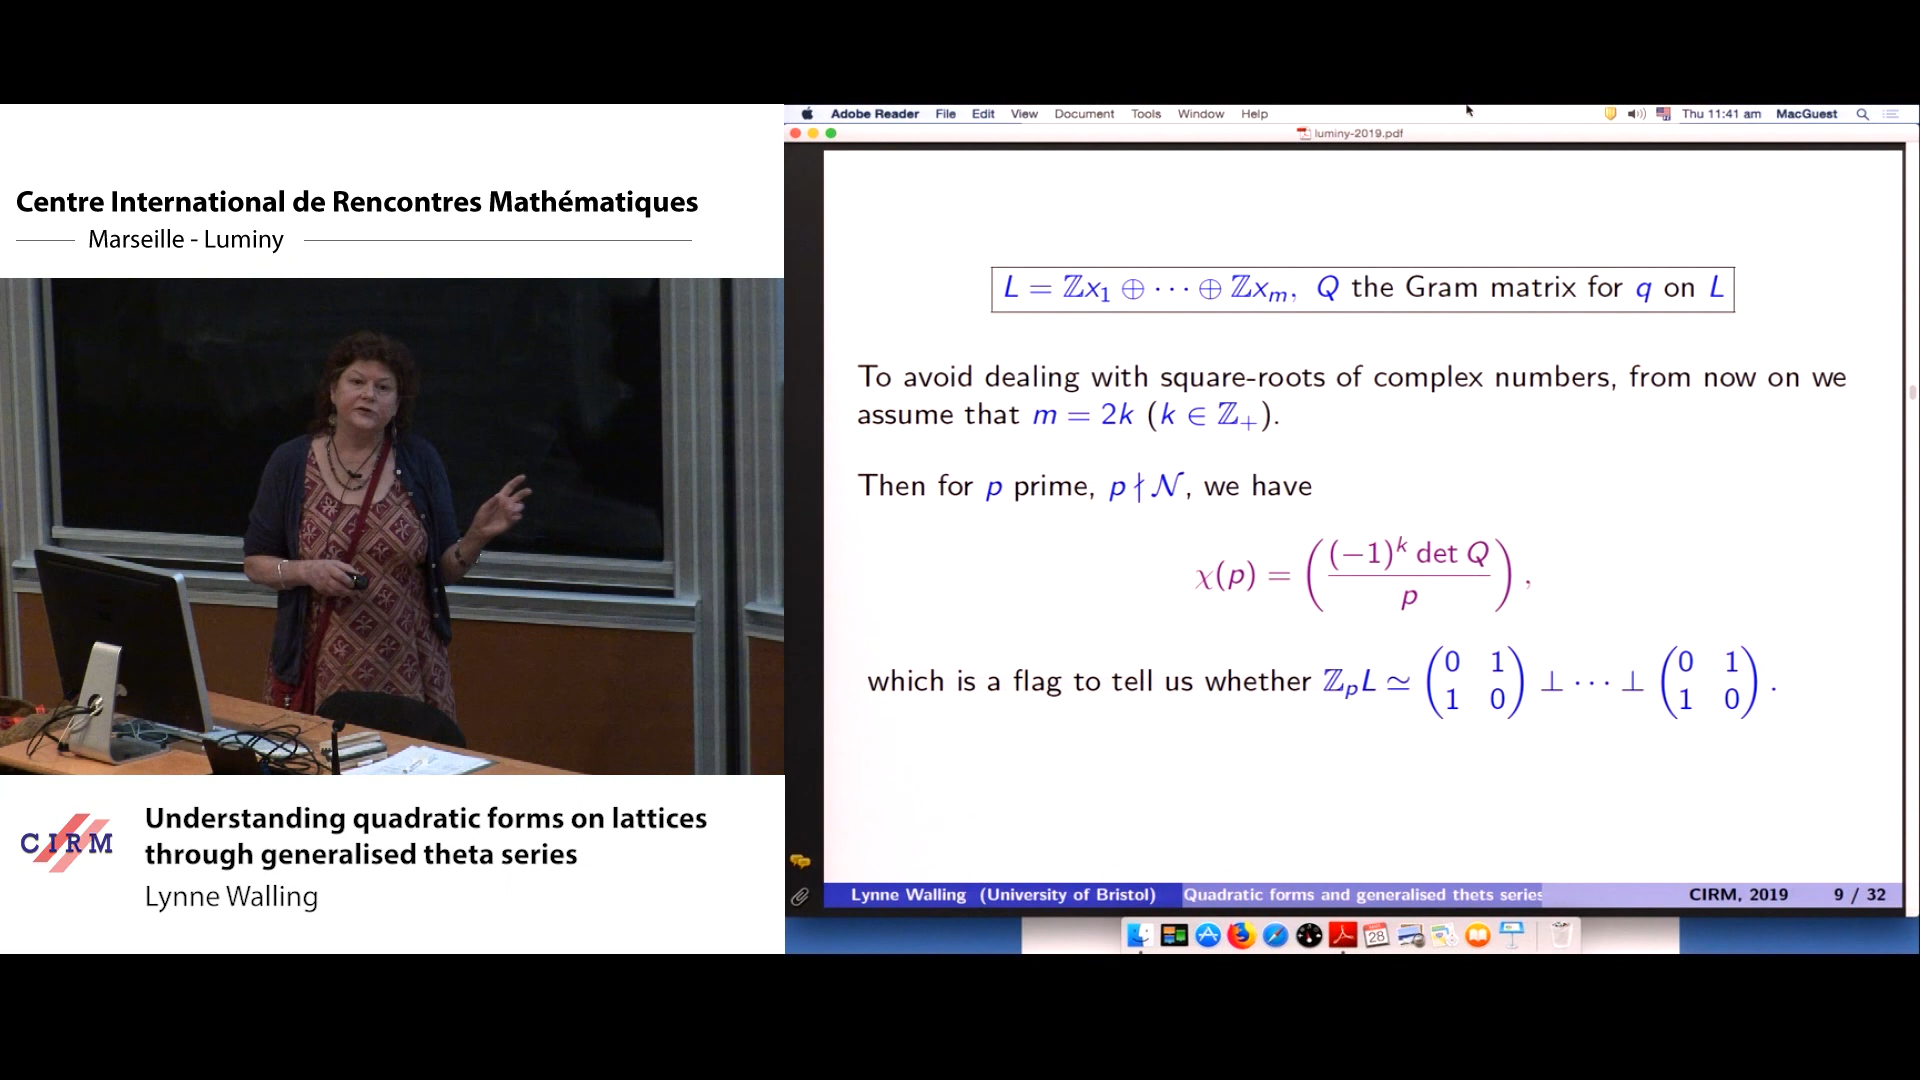 Centre International de Rencontres Mathématiques
Marseille - Luminy
CIRM
Understanding quadratic forms on lattices
through generalised theta series
Lynne Walling
Adobe Reader File Edit View Document Tools Window Help Thu 11:41 am MacGuest
luminy-2019.pdf
L = ℤx₁ ⊕ · · · ⊕ ℤxₘ, Q the Gram matrix for q on L
To avoid dealing with square-roots of complex numbers, from now on we
assume that m = 2k (k ∈ ℤ₊).
Then for p prime, p ∤ 𝒩, we have
χ(p) = ( (−1)ᵏ det Q / p ) ,
which is a flag to tell us whether ℤₚL ≃ (0 1; 1 0) ⊥ · · · ⊥ (0 1; 1 0) .
Lynne Walling (University of Bristol) Quadratic forms and generalised thets series CIRM, 2019 9 / 32
28